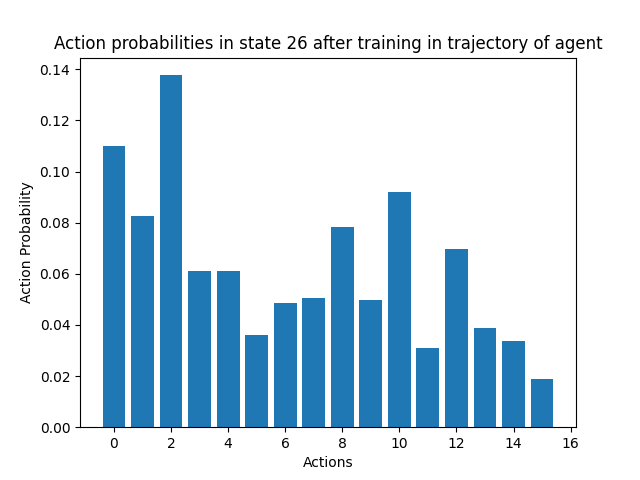 Action probabilities in state 26 after training in trajectory of agent
0.14
0.12
0.10
0.08
0.06
0.04
0.02
0.00
Action Probability
0 2 4 6 8 10 12 14 16
Actions